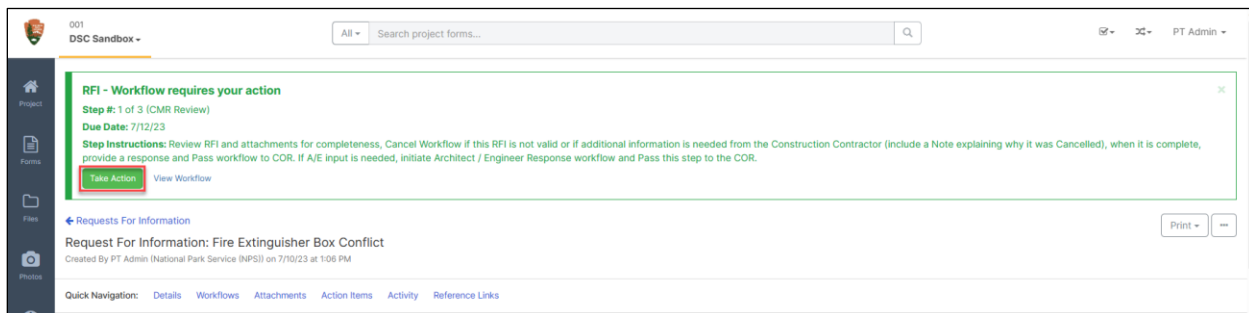 001
DSC Sandbox
All
Search project forms...
PT Admin
Project
Forms
Files
Photos
RFI - Workflow requires your action
Step #: 1 of 3 (CMR Review)
Due Date: 7/12/23
Step Instructions: Review RFI and attachments for completeness, Cancel Workflow if this RFI is not valid or if additional information is needed from the Construction Contractor (include a Note explaining why it was Cancelled), when it is complete,
provide a response and Pass workflow to COR. If A/E input is needed, initiate Architect / Engineer Response workflow and Pass this step to the COR.
Take Action View Workflow
Requests For Information
Print
Request For Information: Fire Extinguisher Box Conflict
Created By PT Admin (National Park Service (NPS)) on 7/10/23 at 1:06 PM
Quick Navigation: Details Workflows Attachments Action Items Activity Reference Links